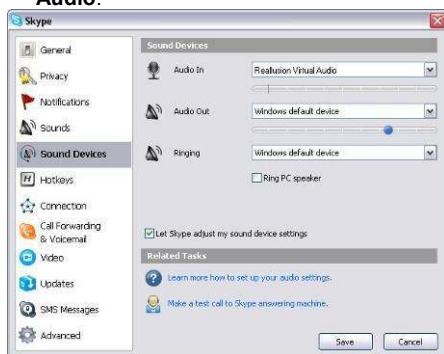 Audio.
Skype
General
Privacy
Notifications
Sounds
Sound Devices
Hotkeys
Connection
Call Forwarding
& Voicemail
Video
Updates
SMS Messages
Advanced
Sound Devices
Audio In
Reallusion Virtual Audio
Audio Out
Windows default device
Ringing
Windows default device
Ring PC speaker
Let Skype adjust my sound device settings
Related Tasks
Learn more how to set up your audio settings.
Make a test call to Skype answering machine.
Save
Cancel